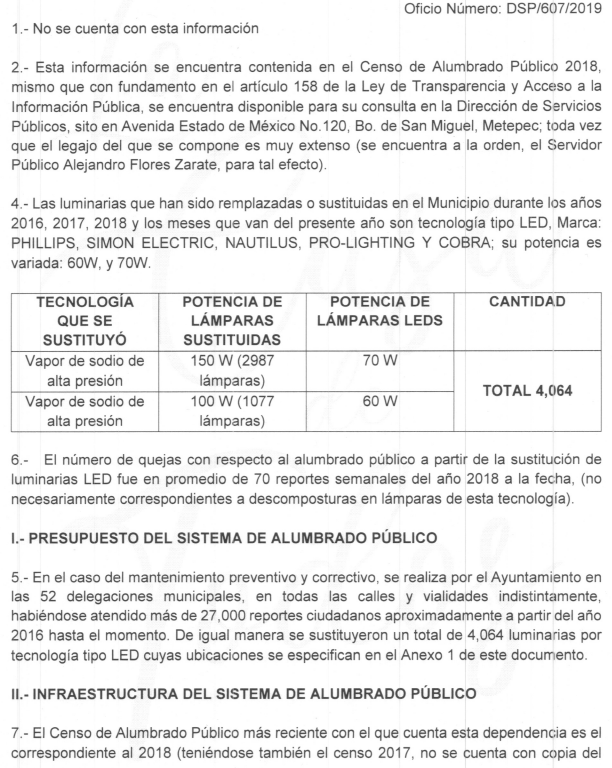 Oficio Número: DSP/607/2019
1.- No se cuenta con esta información
2.- Esta información se encuentra contenida en el Censo de Alumbrado Público 2018,
mismo que con fundamento en el artículo 158 de la Ley de Transparencia y Acceso a la
Información Pública, se encuentra disponible para su consulta en la Dirección de Servicios
Públicos, sito en Avenida Estado de México No.120, Bo. de San Miguel, Metepec; toda vez
que el legajo del que se compone es muy extenso (se encuentra a la orden, el Servidor
Público Alejandro Flores Zarate, para tal efecto).
4.- Las luminarias que han sido remplazadas o sustituidas en el Municipio durante los años
2016, 2017, 2018 y los meses que van del presente año son tecnología tipo LED, Marca:
PHILLIPS, SIMON ELECTRIC, NAUTILUS, PRO-LIGHTING Y COBRA; su potencia es
variada: 60W, y 70W.
TECNOLOGÍA POTENCIA DE POTENCIA DE CANTIDAD
QUE SE LÁMPARAS LÁMPARAS LEDS
SUSTITUYÓ SUSTITUIDAS
Vapor de sodio de 150 W (2987 70 W
alta presión lámparas)
TOTAL 4,064
Vapor de sodio de 100 W (1077 60 W
alta presión lámparas)
6.- El número de quejas con respecto al alumbrado público a partir de la sustitución de
luminarias LED fue en promedio de 70 reportes semanales del año 2018 a la fecha, (no
necesariamente correspondientes a descomposturas en lámparas de esta tecnología).
I.- PRESUPUESTO DEL SISTEMA DE ALUMBRADO PÚBLICO
5.- En el caso del mantenimiento preventivo y correctivo, se realiza por el Ayuntamiento en
las 52 delegaciones municipales, en todas las calles y vialidades indistintamente,
habiéndose atendido más de 27,000 reportes ciudadanos aproximadamente a partir del año
2016 hasta el momento. De igual manera se sustituyeron un total de 4,064 luminarias por
tecnología tipo LED cuyas ubicaciones se especifican en el Anexo 1 de este documento.
II.- INFRAESTRUCTURA DEL SISTEMA DE ALUMBRADO PÚBLICO
7.- El Censo de Alumbrado Público más reciente con el que cuenta esta dependencia es el
correspondiente al 2018 (teniéndose también el censo 2017, no se cuenta con copia del